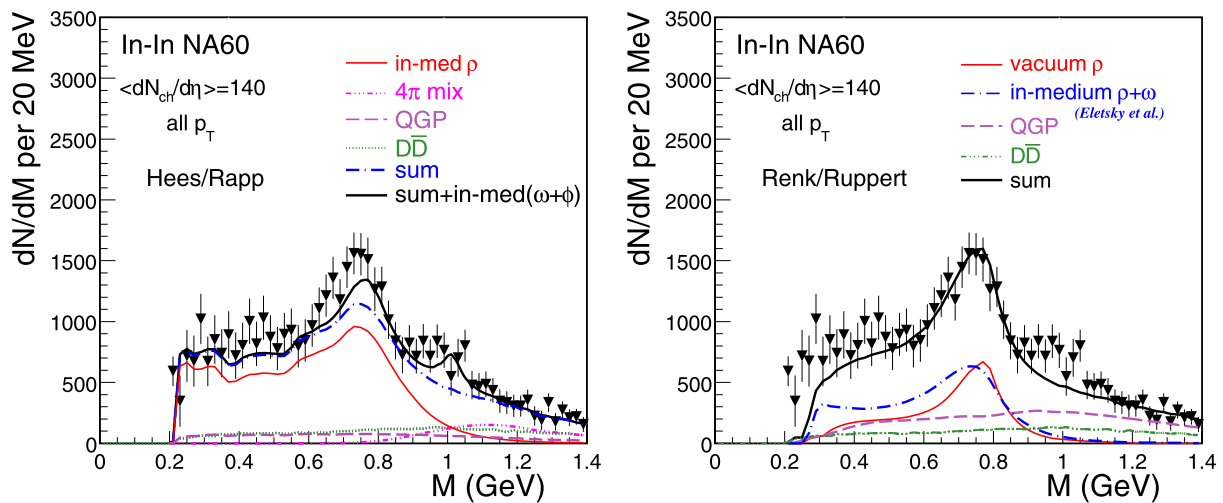 dN/dM per 20 MeV
3500
3000
2500
2000
1500
1000
500
0
In-In NA60
<dN_ch/dη>=140
all p_T
Hees/Rapp
in-med ρ
4π mix
QGP
DD̅
sum
sum+in-med(ω+ϕ)
0 0.2 0.4 0.6 0.8 1 1.2 1.4
M (GeV)
dN/dM per 20 MeV
3500
3000
2500
2000
1500
1000
500
0
In-In NA60
<dN_ch/dη>=140
all p_T
Renk/Ruppert
vacuum ρ
in-medium ρ+ω
(Eletsky et al.)
QGP
DD̅
sum
0 0.2 0.4 0.6 0.8 1 1.2 1.4
M (GeV)